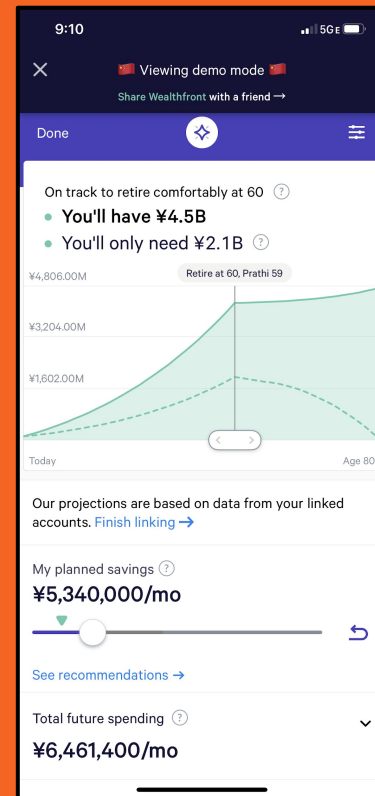 9:10
5GE
🇨🇳 Viewing demo mode 🇨🇳
Share Wealthfront with a friend →
Done
On track to retire comfortably at 60 ?
• You'll have ¥4.5B
• You'll only need ¥2.1B ?
¥4,806.00M
Retire at 60, Prathi 59
¥3,204.00M
¥1,602.00M
Today
Age 80
Our projections are based on data from your linked
accounts. Finish linking →
My planned savings ?
¥5,340,000/mo
See recommendations →
Total future spending ?
¥6,461,400/mo